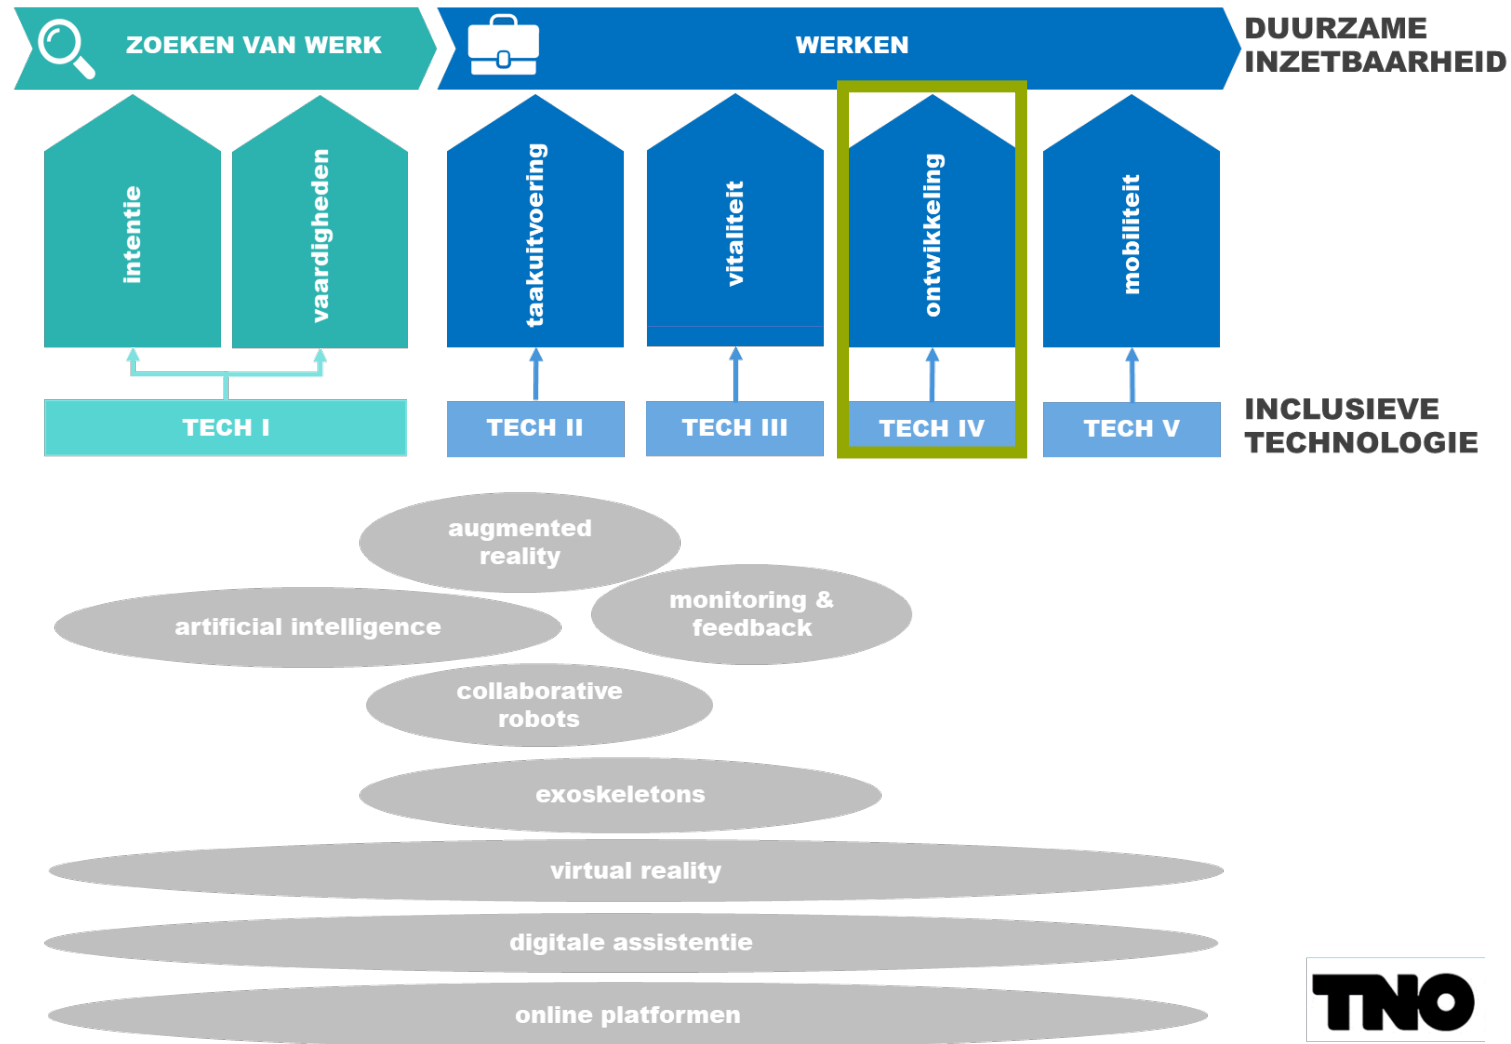 ZOEKEN VAN WERK
WERKEN
DUURZAME
INZETBAARHEID
intentie
vaardigheden
taakuitvoering
vitaliteit
ontwikkeling
mobiliteit
TECH I
TECH II
TECH III
TECH IV
TECH V
INCLUSIEVE
TECHNOLOGIE
augmented
reality
monitoring &
feedback
artificial intelligence
collaborative
robots
exoskeletons
virtual reality
digitale assistentie
online platformen
TNO